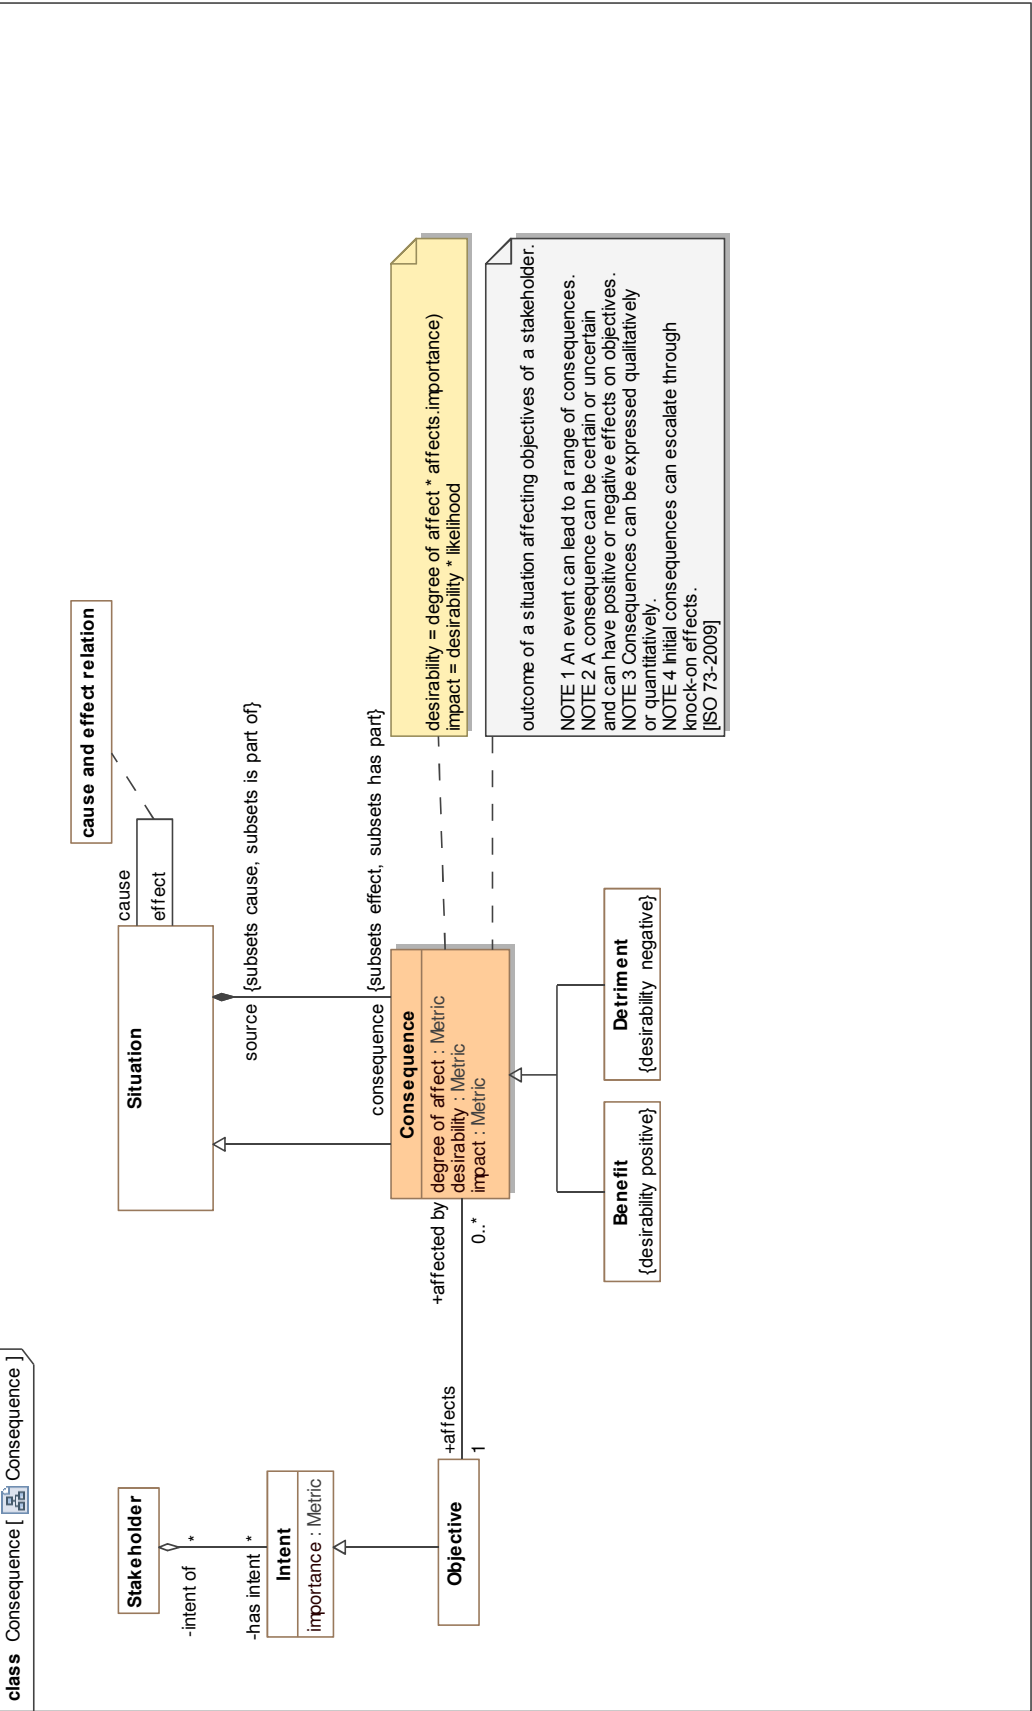 class Consequence [ Consequence ]
cause and effect relation
Stakeholder
Situation
cause
effect
-intent of
*
source {subsets cause, subsets is part of}
-has intent
*
Intent
importance : Metric
consequence {subsets effect, subsets has part}
Consequence
degree of affect : Metric
desirability : Metric
impact : Metric
+affected by
0..*
+affects
1
Objective
desirability = degree of affect * affects.importance)
impact = desirability * likelihood
outcome of a situation affecting objectives of a stakeholder.
NOTE 1 An event can lead to a range of consequences.
NOTE 2 A consequence can be certain or uncertain
and can have positive or negative effects on objectives.
NOTE 3 Consequences can be expressed qualitatively
or quantitatively.
NOTE 4 Initial consequences can escalate through
knock-on effects.
[ISO 73-2009]
Benefit
{desirability positive}
Detriment
{desirability negative}